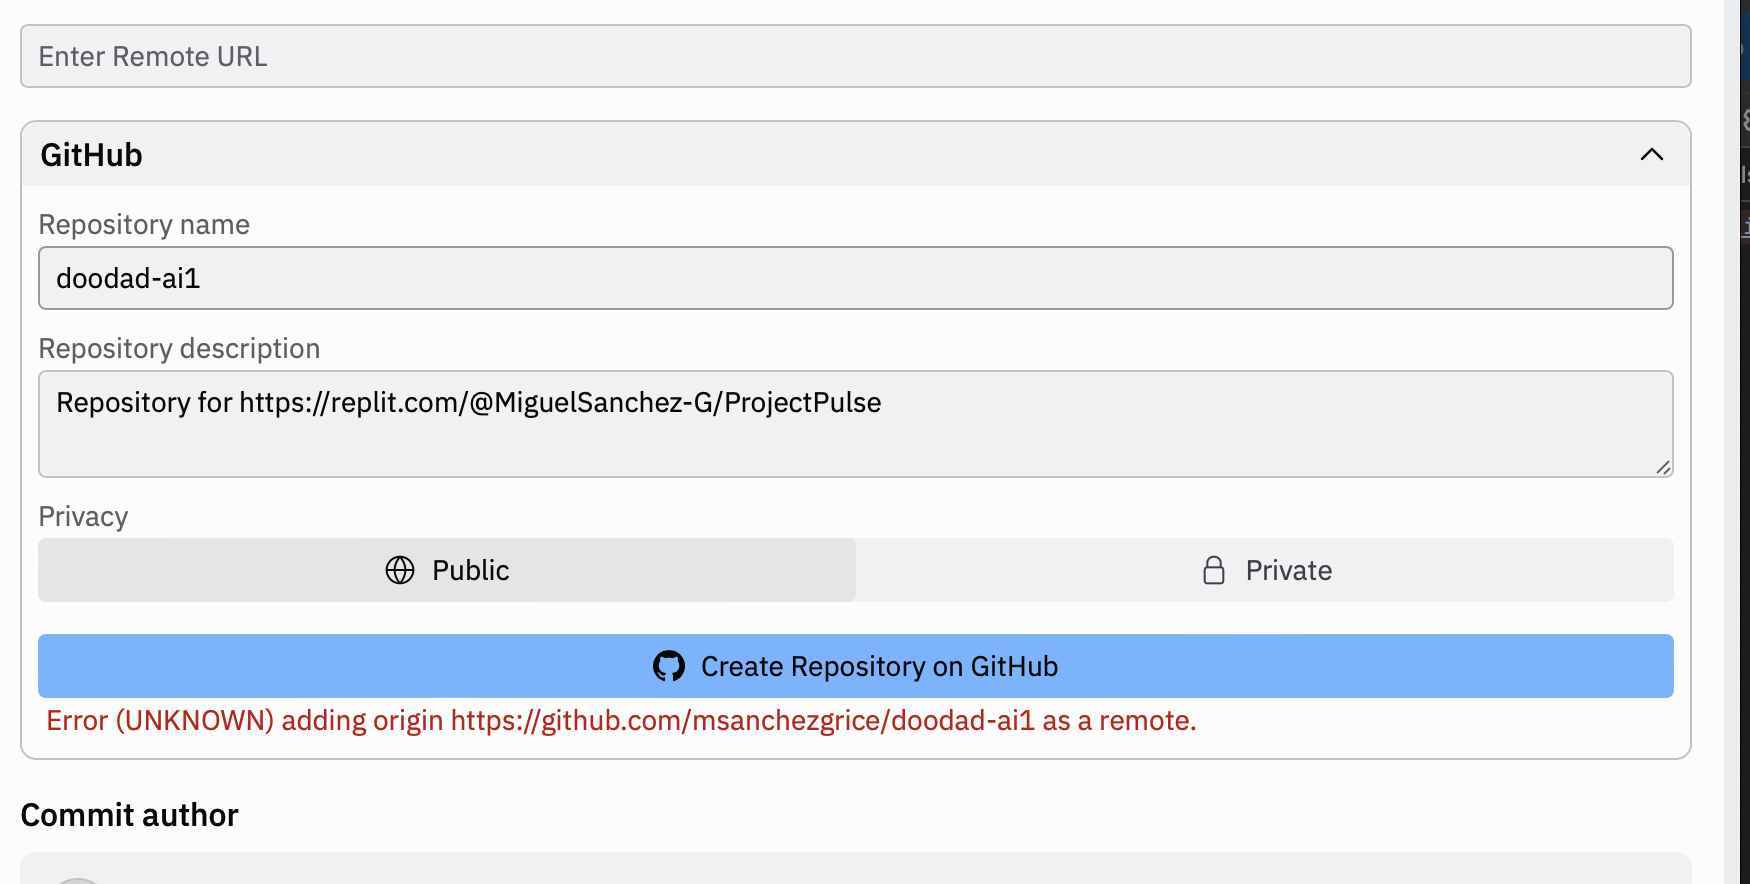 Enter Remote URL
GitHub
Repository name
doodad-ai1
Repository description
Repository for https://replit.com/@MiguelSanchez-G/ProjectPulse
Privacy
Public
Private
Create Repository on GitHub
Error (UNKNOWN) adding origin https://github.com/msanchezgrice/doodad-ai1 as a remote.
Commit author